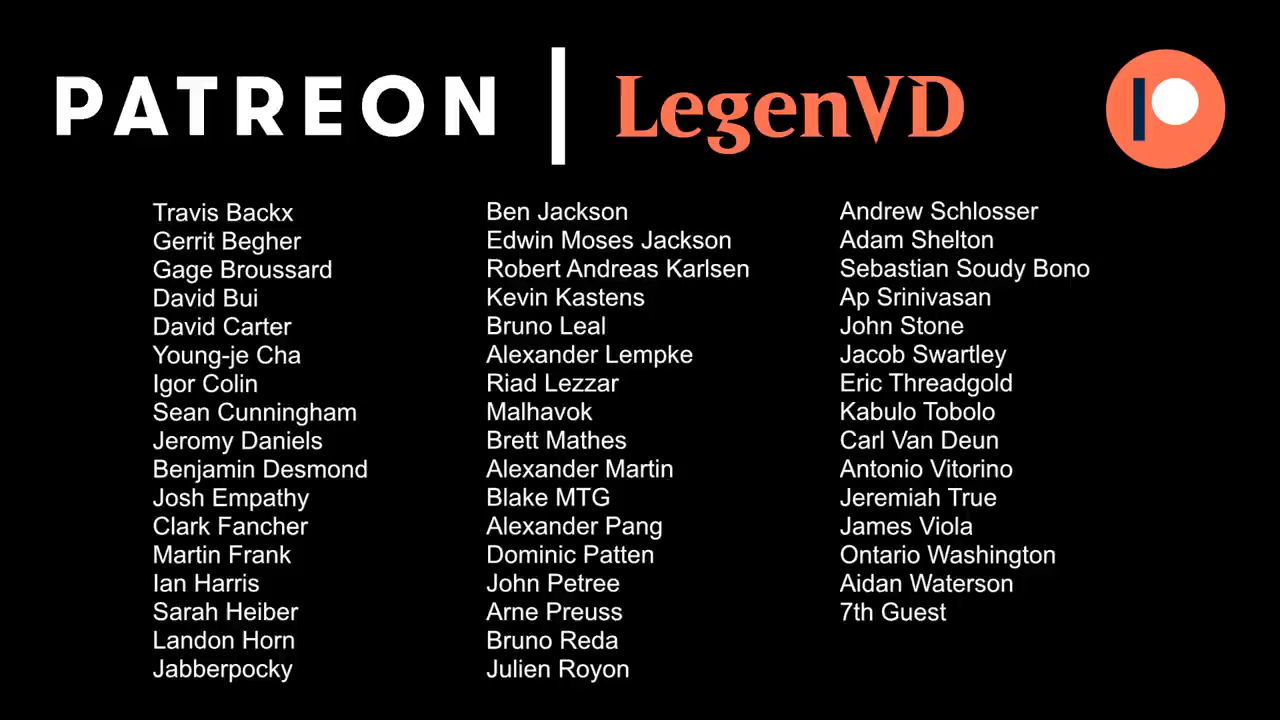 PATREON | LegenVD
Travis Backx
Gerrit Begher
Gage Broussard
David Bui
David Carter
Young-je Cha
Igor Colin
Sean Cunningham
Jeromy Daniels
Benjamin Desmond
Josh Empathy
Clark Fancher
Martin Frank
Ian Harris
Sarah Heiber
Landon Horn
Jabberpocky
Ben Jackson
Edwin Moses Jackson
Robert Andreas Karlsen
Kevin Kastens
Bruno Leal
Alexander Lempke
Riad Lezzar
Malhavok
Brett Mathes
Alexander Martin
Blake MTG
Alexander Pang
Dominic Patten
John Petree
Arne Preuss
Bruno Reda
Julien Royon
Andrew Schlosser
Adam Shelton
Sebastian Soudy Bono
Ap Srinivasan
John Stone
Jacob Swartley
Eric Threadgold
Kabulo Tobolo
Carl Van Deun
Antonio Vitorino
Jeremiah True
James Viola
Ontario Washington
Aidan Waterson
7th Guest